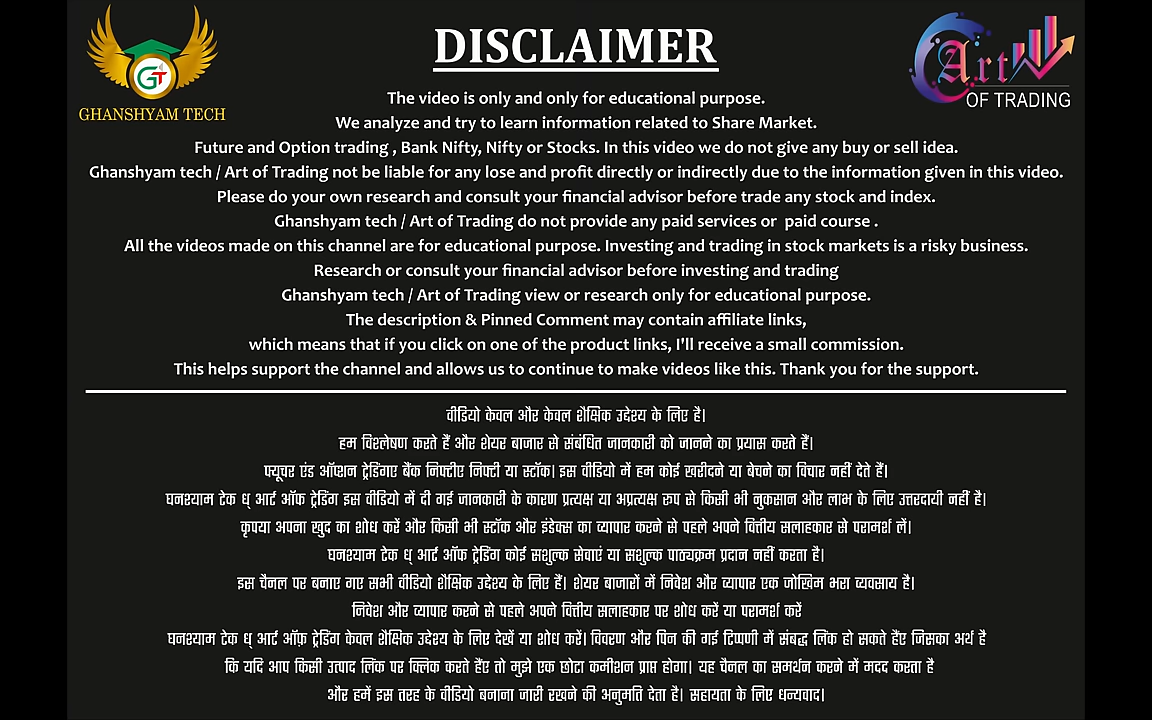 GT
GHANSHYAM TECH
DISCLAIMER
Art
OF TRADING
The video is only and only for educational purpose.
We analyze and try to learn information related to Share Market.
Future and Option trading , Bank Nifty, Nifty or Stocks. In this video we do not give any buy or sell idea.
Ghanshyam tech / Art of Trading not be liable for any lose and profit directly or indirectly due to the information given in this video.
Please do your own research and consult your financial advisor before trade any stock and index.
Ghanshyam tech / Art of Trading do not provide any paid services or  paid course .
All the videos made on this channel are for educational purpose. Investing and trading in stock markets is a risky business.
Research or consult your financial advisor before investing and trading
Ghanshyam tech / Art of Trading view or research only for educational purpose.
The description & Pinned Comment may contain affiliate links,
which means that if you click on one of the product links, I'll receive a small commission.
This helps support the channel and allows us to continue to make videos like this. Thank you for the support.
वीडियो केवल और केवल शैक्षिक उद्देश्य के लिए है।
हम विश्लेषण करते हैं और शेयर बाजार से संबंधित जानकारी को जानने का प्रयास करते हैं।
फ्यूचर एंड ऑप्शन ट्रेडिंगए बैंक निफ्टीए निफ्टी या स्टॉक। इस वीडियो में हम कोई खरीदने या बेचने का विचार नहीं देते हैं।
घनश्याम टेक ध् आर्ट ऑफ ट्रेडिंग इस वीडियो में दी गई जानकारी के कारण प्रत्यक्ष या अप्रत्यक्ष रुप से किसी भी नुकसान और लाभ के लिए उत्तरदायी नहीं है।
कृपया अपना खुद का शोध करें और किसी भी स्टॉक और इंडेक्स का व्यापार करने से पहले अपने वित्तीय सलाहकार से परामर्श लें।
घनश्याम टेक ध् आर्ट ऑफ ट्रेडिंग कोई सशुल्क सेवाएं या सशुल्क पाठ्यक्रम प्रदान नहीं करता है।
इस चैनल पर बनाए गए सभी वीडियो शैक्षिक उद्देश्य के लिए हैं। शेयर बाजारों में निवेश और व्यापार एक जोखिम भरा व्यवसाय है।
निवेश और व्यापार करने से पहले अपने वित्तीय सलाहकार पर शोध करें या परामर्श करें
घनश्याम टेक ध् आर्ट ऑफ़ ट्रेडिंग केवल शैक्षिक उद्देश्य के लिए देखें या शोध करें। विवरण और पिन की गई टिप्पणी में संबद्ध लिंक हो सकते हैंए जिसका अर्थ है
कि यदि आप किसी उत्पाद लिंक पर क्लिक करते हैंए तो मुझे एक छोटा कमीशन प्राप्त होगा। यह चैनल का समर्थन करने में मदद करता है
और हमें इस तरह के वीडियो बनाना जारी रखने की अनुमति देता है। सहायता के लिए धन्यवाद।